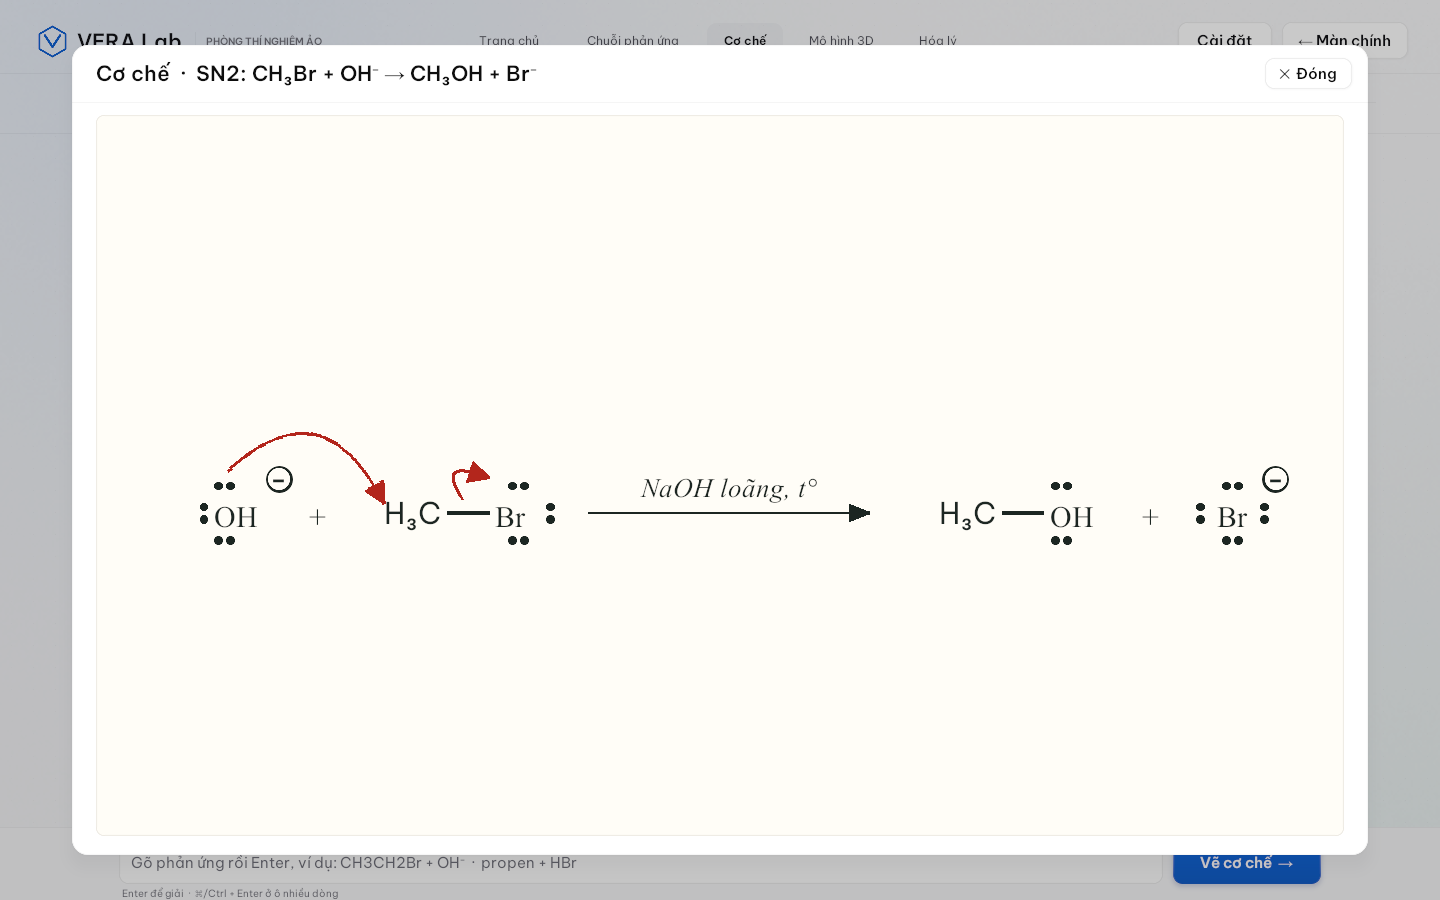 VERA Lab PHÒNG THÍ NGHIỆM ẢO Trang chủ Chuỗi phản ứng Cơ chế Mô hình 3D Hóa lý Cài đặt ← Màn chính
Cơ chế · SN2: CH₃Br + OH⁻ → CH₃OH + Br⁻ × Đóng
NaOH loãng, t°
OH ⊖ + H₃C—Br → H₃C—OH + Br ⊖
Gõ phản ứng rồi Enter, ví dụ: CH3CH2Br + OH⁻ · propen + HBr
Vẽ cơ chế →
Enter để giải · ⌘/Ctrl + Enter ở ô nhiều dòng